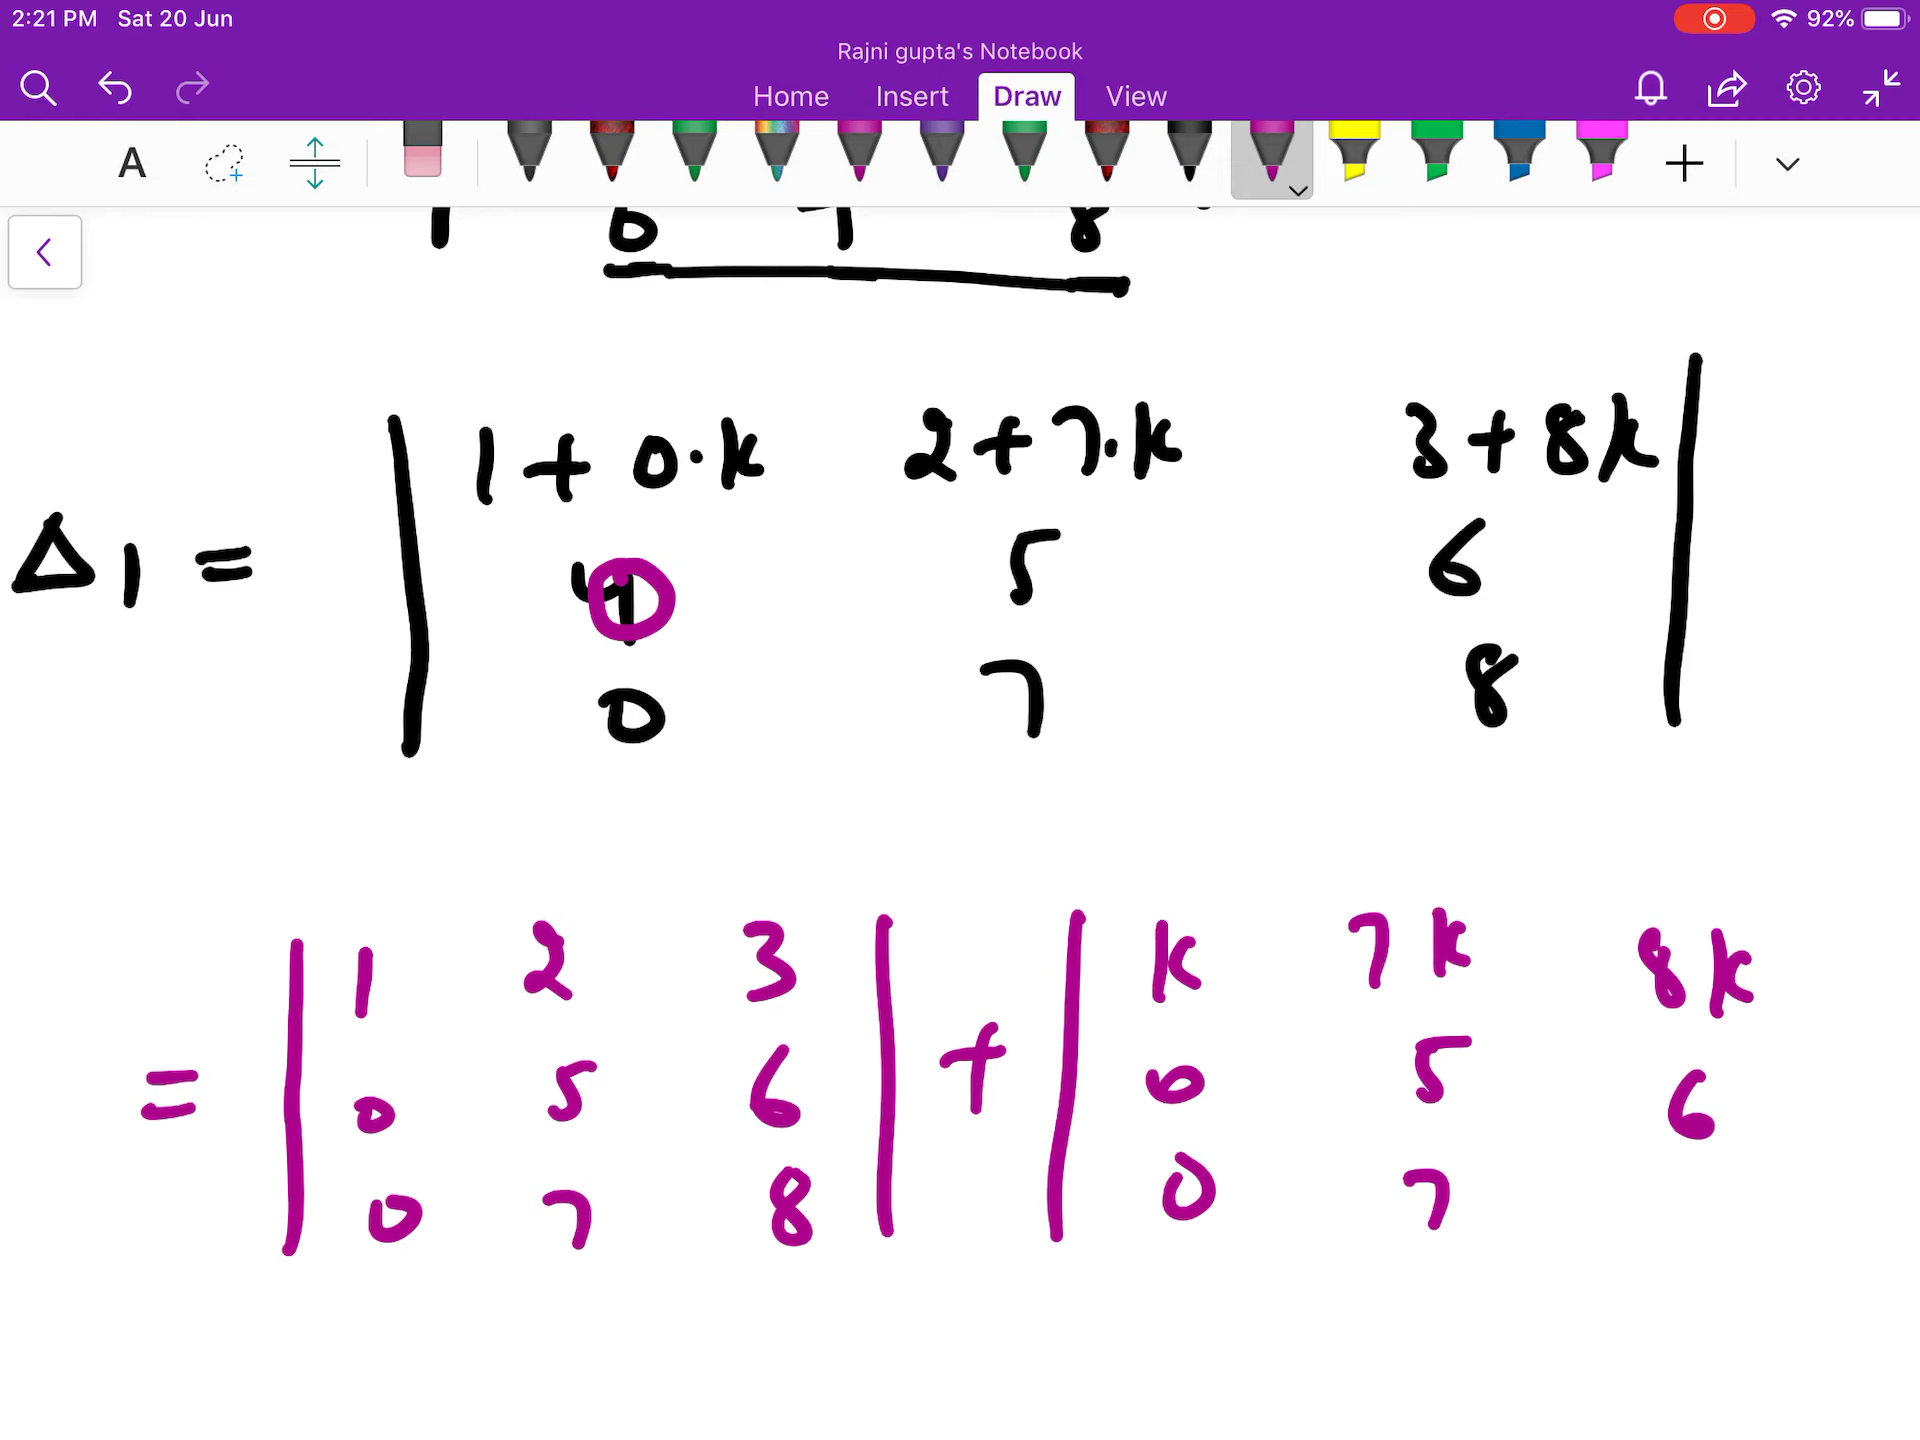 2:21 PM Sat 20 Jun 92%
Rajni gupta's Notebook
Home Insert Draw View
A
8
1 + 0·k 2 + 7·k 3 + 8k
Δ1 = 5 6
0 7 8
1 2 3 k 7k 8k
= 0 5 6 + 0 5 6
0 7 8 0 7